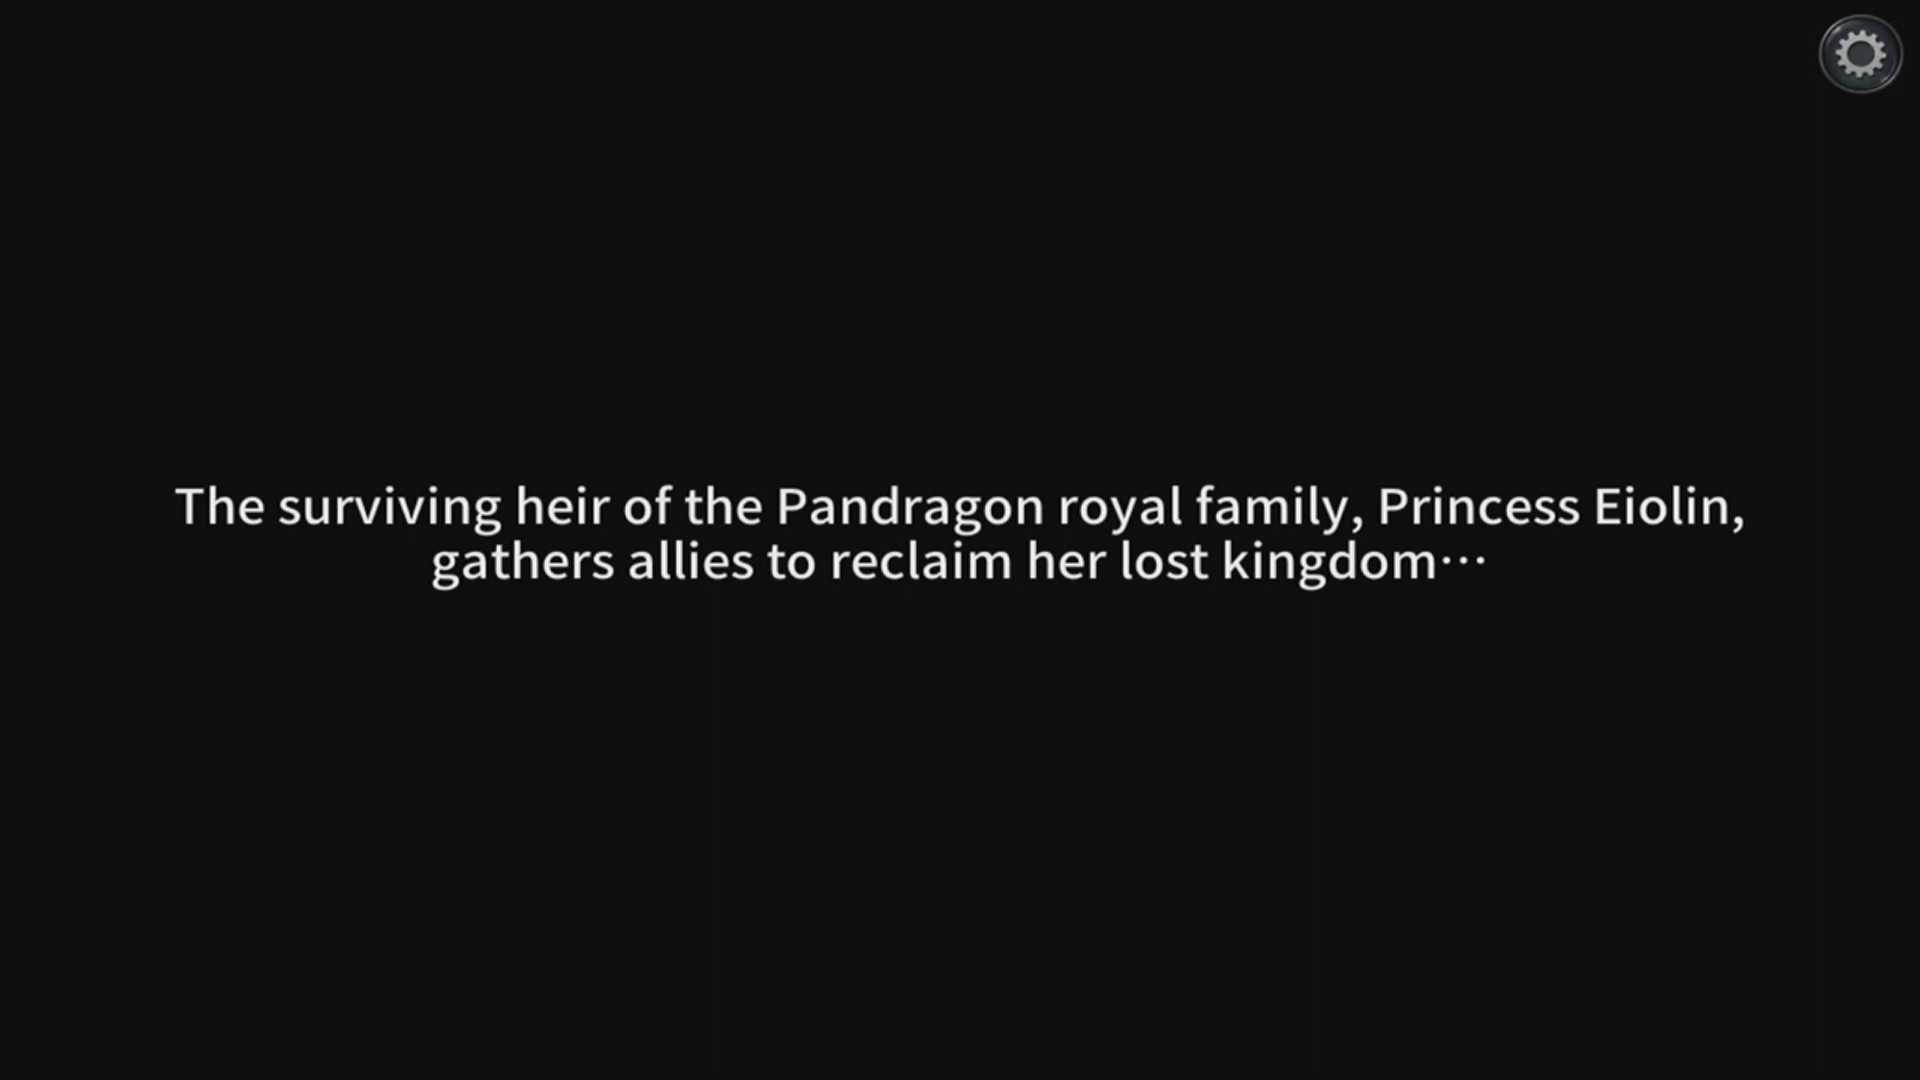 The surviving heir of the Pandragon royal family, Princess Eiolin,
gathers allies to reclaim her lost kingdom⋯